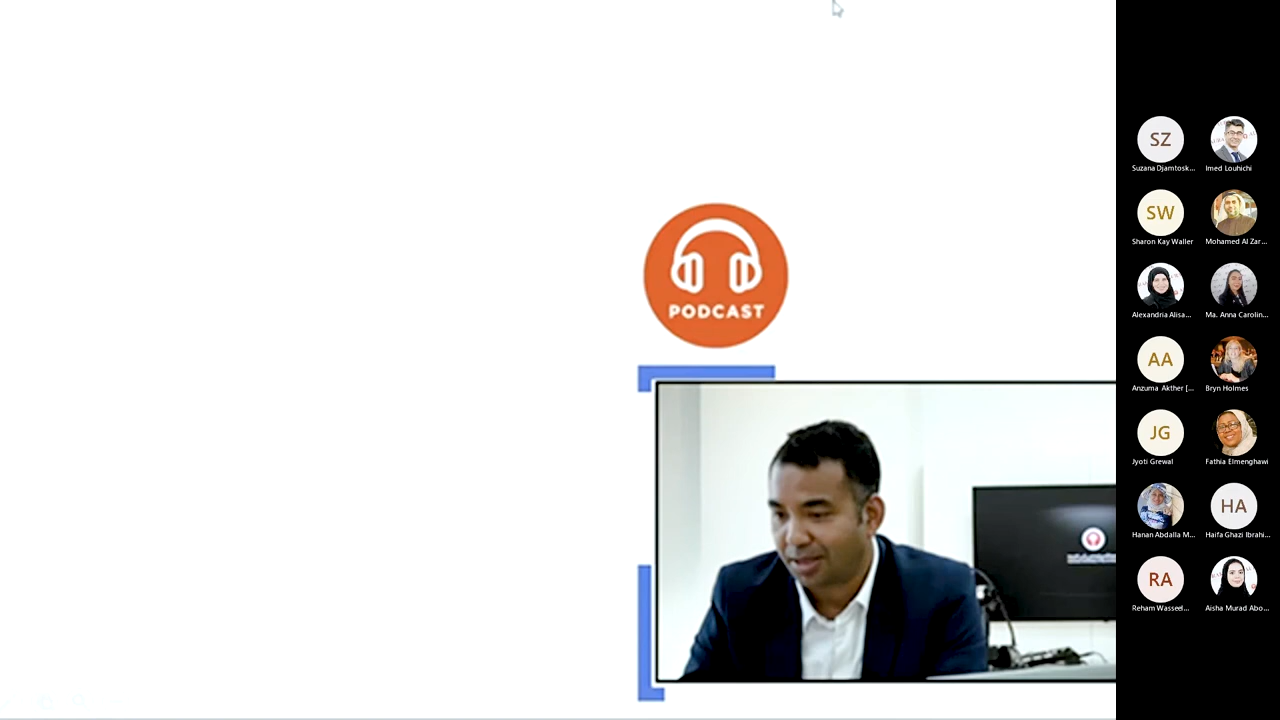 PODCAST
SZ
Suzana Djamtosk...
Imed Louhichi
SW
Sharon Kay Waller
Mohamed Al Zar...
Alexandria Alisa...
Ma. Anna Carolin...
AA
Anzuma Akther [...
Bryn Holmes
JG
Jyoti Grewal
Fathia Elmenghawi
Hanan Abdalla M...
HA
Haifa Ghazi Ibrahi...
RA
Reham Wasseel...
Aisha Murad Abo...